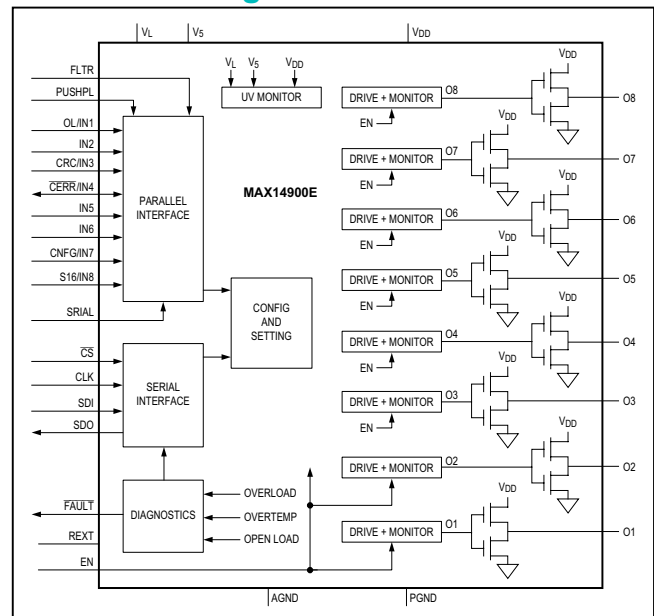 VL
V5
VDD
FLTR
PUSHPL
OL/IN1
IN2
CRC/IN3
CERR/IN4
IN5
IN6
CNFG/IN7
S16/IN8
SRIAL
CS
CLK
SDI
SDO
FAULT
REXT
EN
PARALLEL
INTERFACE
SERIAL
INTERFACE
DIAGNOSTICS
VL V5 VDD
UV MONITOR
MAX14900E
CONFIG
AND
SETTING
OVERLOAD
OVERTEMP
OPEN LOAD
DRIVE + MONITOR
EN
O8
VDD
O8
DRIVE + MONITOR
EN
O7
VDD
O7
DRIVE + MONITOR
EN
O6
VDD
O6
DRIVE + MONITOR
EN
O5
VDD
O5
DRIVE + MONITOR
EN
O4
VDD
O4
DRIVE + MONITOR
EN
O3
VDD
O3
DRIVE + MONITOR
O2
VDD
O2
DRIVE + MONITOR
O1
VDD
O1
AGND
PGND